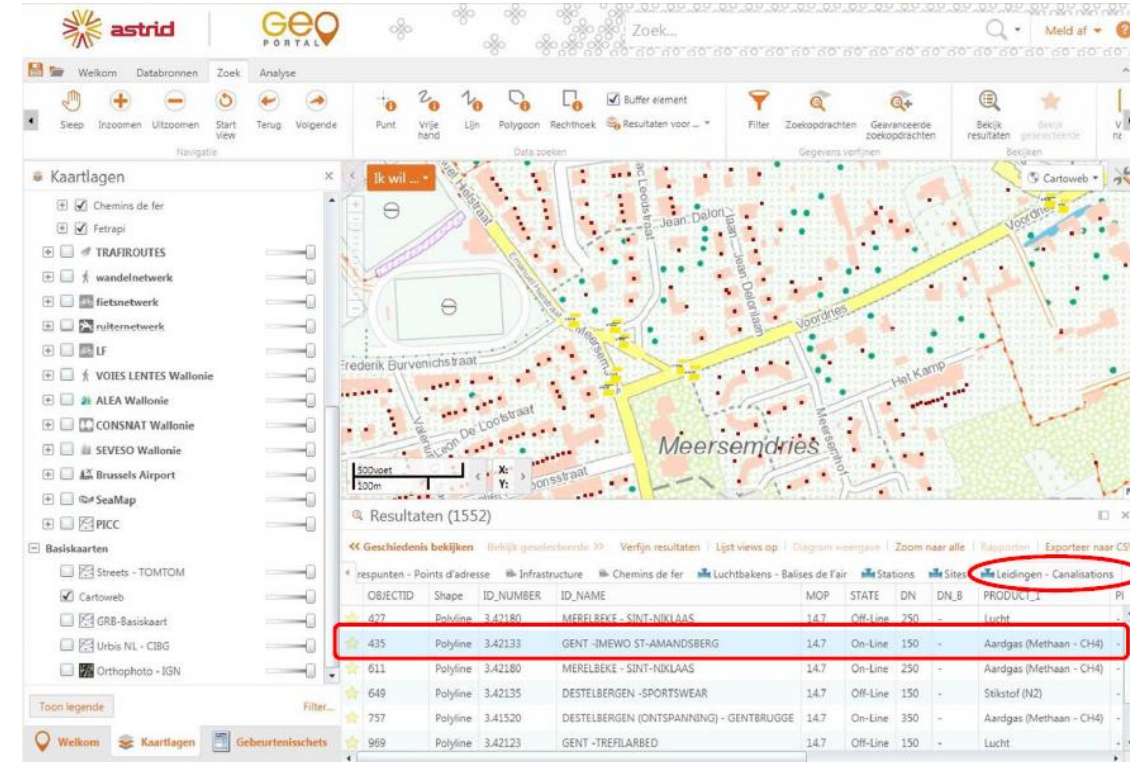 astrid
GEO
PORTAL
Zoek...
Meld af
Welkom Databronnen Zoek Analyse
Sleep Inzoomen Uitzoomen Start view Terug Volgende
Navigatie
Punt Vrije hand Lijn Polygoon Rechthoek
Buffer element
Resultaten voor ...
Data zoeken
Filter Zoekopdrachten Geavanceerde zoekopdrachten
Gegevens verfijnen
Bekijk resultaten Bekijk geselecteerde
Bekijken
Kaartlagen
Chemins de fer
Fetrapi
TRAFIROUTES
wandelnetwerk
fietsnetwerk
ruiternetwerk
LF
VOIES LENTES Wallonie
ALEA Wallonie
CONSNAT Wallonie
SEVESO Wallonie
Brussels Airport
SeaMap
PICC
Basiskaarten
Streets - TOMTOM
Cartoweb
GRB-Basiskaart
Urbis NL - CIBG
Orthophoto - IGN
Toon legende Filter...
Welkom Kaartlagen Gebeurtenisschets
Ik wil ...
Cartoweb
Emanuel Hielstraat
Jean Delorlaan
Jean Delorlaan
Voordries
Voordries
Frederik Burvenichstraat
Leon De Lootstraat
Het Kamp
Meersemhof
Meersemdries
500voet
100m
X:
Y:
Resultaten (1552)
<< Geschiedenis bekijken Bekijk geselecteerde >> Verfijn resultaten Lijst views op Diagram weergave Zoom naar alle Rapporten Exporteer naar CSV
respunten - Points d'adresse Infrastructure Chemins de fer Luchtbakens - Balises de l'air Stations Sites Leidingen - Canalisations
OBJECTID Shape ID_NUMBER ID_NAME MOP STATE DN DN_B PRODUCT_1
427 Polyline 3.42180 MERELBEKE - SINT-NIKLAAS 14.7 Off-Line 250 - Lucht
435 Polyline 3.42133 GENT -IMEWO ST-AMANDSBERG 14.7 On-Line 150 - Aardgas (Methaan - CH4) -
611 Polyline 3.42180 MERELBEKE - SINT-NIKLAAS 14.7 On-Line 250 - Aardgas (Methaan - CH4) -
649 Polyline 3.42135 DESTELBERGEN -SPORTSWEAR 14.7 Off-Line 150 - Stikstof (N2) -
757 Polyline 3.41520 DESTELBERGEN (ONTSPANNING) - GENTBRUGGE 14.7 On-Line 350 - Aardgas (Methaan - CH4) -
969 Polyline 3.42123 GENT -TREFILARBED 14.7 Off-Line 150 - Lucht -